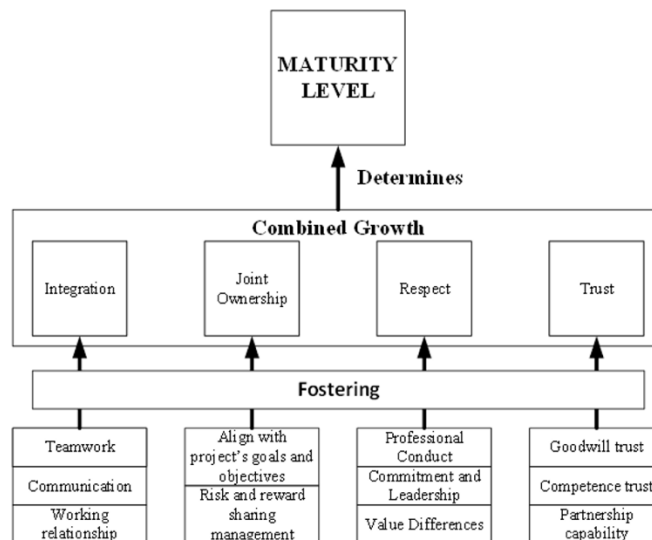 MATURITY
LEVEL
Determines
Combined Growth
Integration
Joint
Ownership
Respect
Trust
Fostering
Teamwork
Communication
Working
relationship
Align with
project's goals and
objectives
Risk and reward
sharing
management
Professional
Conduct
Commitment and
Leadership
Value Differences
Goodwill trust
Competence trust
Partnership
capability